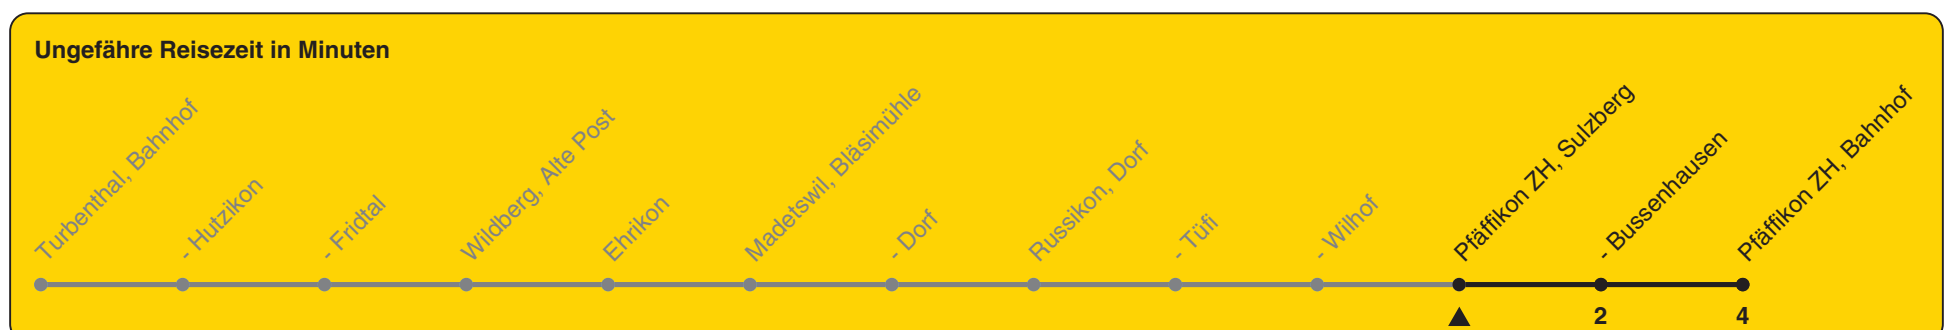 Ungefähre Reisezeit in Minuten
Turbenthal, Bahnhof
- Hutzikon
- Fridtal
Wildberg, Alte Post
Ehrikon
Madetswil, Bläsimühle
- Dorf
Russikon, Dorf
- Tüfi
- Wilhof
Pfäffikon ZH, Sulzberg
- Bussenhausen
Pfäffikon ZH, Bahnhof
2
4